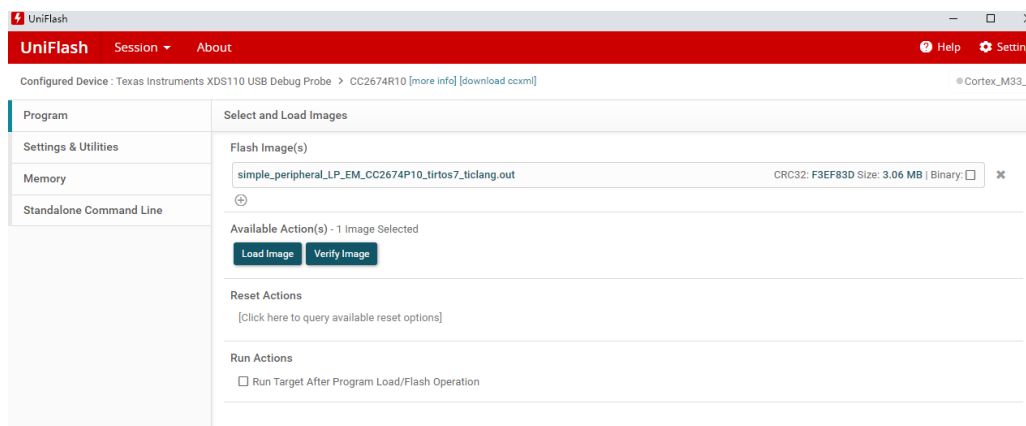 UniFlash
UniFlash Session About Help Settin
Configured Device : Texas Instruments XDS110 USB Debug Probe > CC2674R10 [more info] [download ccxml] Cortex_M33_
Program
Settings & Utilities
Memory
Standalone Command Line
Select and Load Images
Flash Image(s)
simple_peripheral_LP_EM_CC2674P10_tirtos7_ticlang.out CRC32: F3EF83D Size: 3.06 MB | Binary:
Available Action(s) - 1 Image Selected
Load Image Verify Image
Reset Actions
[Click here to query available reset options]
Run Actions
Run Target After Program Load/Flash Operation